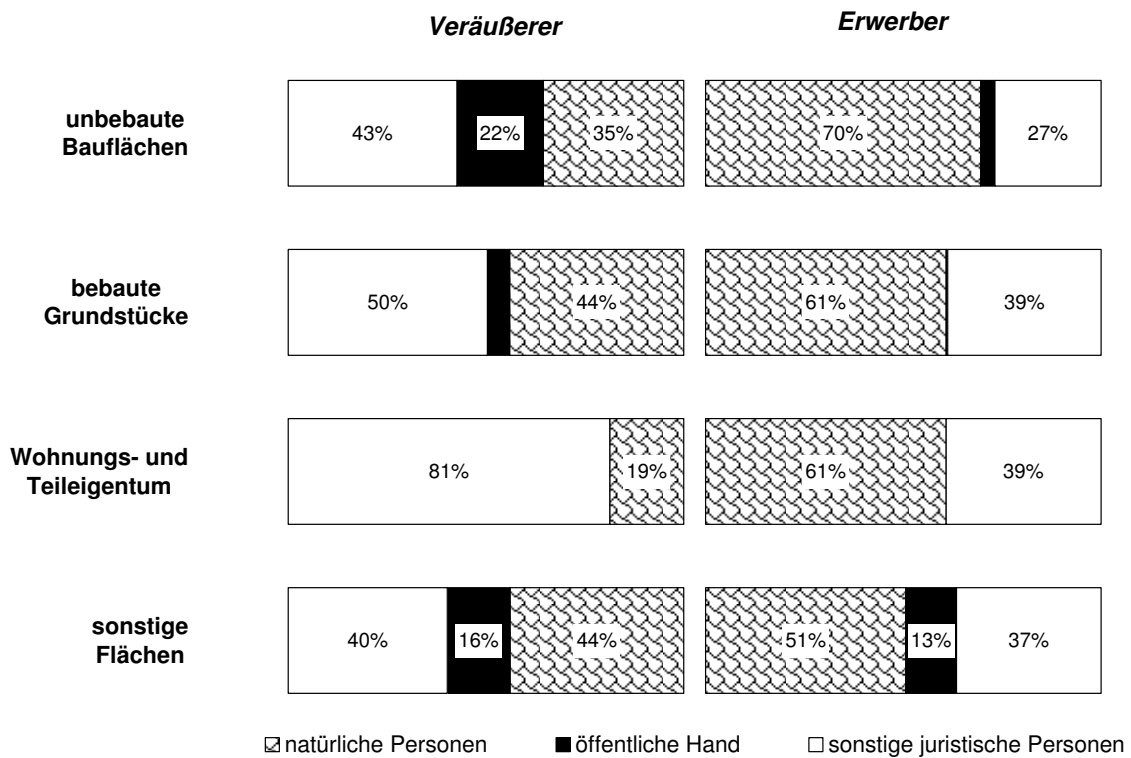 Veräußerer
Erwerber
unbebaute
Bauflächen
43%
22%
35%
70%
27%
bebaute
Grundstücke
50%
44%
61%
39%
Wohnungs- und
Teileigentum
81%
19%
61%
39%
sonstige
Flächen
40%
16%
44%
51%
13%
37%
natürliche Personen
öffentliche Hand
sonstige juristische Personen